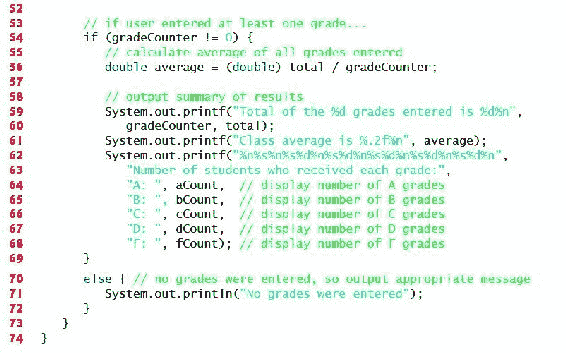 52
53 // if user entered at least one grade...
54 if (gradeCounter != 0) {
55 // calculate average of all grades entered
56 double average = (double) total / gradeCounter;
57
58 // output summary of results
59 System.out.printf("Total of the %d grades entered is %d%n",
60 gradeCounter, total);
61 System.out.printf("Class average is %.2f%n", average);
62 System.out.printf("%n%s%n%s%d%n%s%d%n%s%d%n%s%d%n%s%d%n",
63 "Number of students who received each grade:",
64 "A: ", aCount, // display number of A grades
65 "B: ", bCount, // display number of B grades
66 "C: ", cCount, // display number of C grades
67 "D: ", dCount, // display number of D grades
68 "F: ", fCount); // display number of F grades
69 }
70 else { // no grades were entered, so output appropriate message
71 System.out.println("No grades were entered");
72 }
73 }
74 }